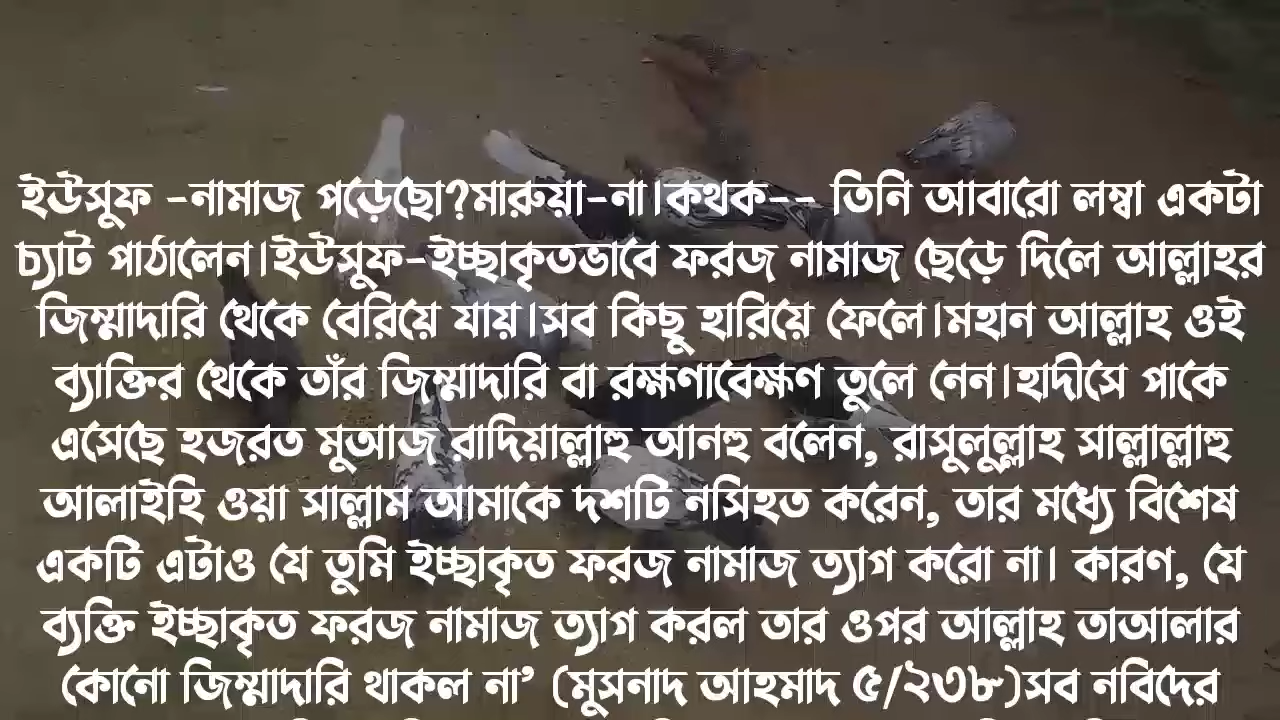 ইউসুফ -নামাজ পড়েছো?মারুয়া-না।কথক-- তিনি আবারো লম্বা একটা
চ্যাট পাঠালেন।ইউসুফ-ইচ্ছাকৃতভাবে ফরজ নামাজ ছেড়ে দিলে আল্লাহর
জিম্মাদারি থেকে বেরিয়ে যায়।সব কিছু হারিয়ে ফেলে।মহান আল্লাহ ওই
ব্যাক্তির থেকে তাঁর জিম্মাদারি বা রক্ষণাবেক্ষণ তুলে নেন।হাদীসে পাকে
এসেছে হজরত মুআজ রাদিয়াল্লাহু আনহু বলেন, রাসুলুল্লাহ সাল্লাল্লাহু
আলাইহি ওয়া সাল্লাম আমাকে দশটি নসিহত করেন, তার মধ্যে বিশেষ
একটি এটাও যে তুমি ইচ্ছাকৃত ফরজ নামাজ ত্যাগ করো না। কারণ, যে
ব্যক্তি ইচ্ছাকৃত ফরজ নামাজ ত্যাগ করল তার ওপর আল্লাহ তাআলার
কোনো জিম্মাদারি থাকল না’ (মুসনাদ আহমাদ ৫/২৩৮)সব নবিদের